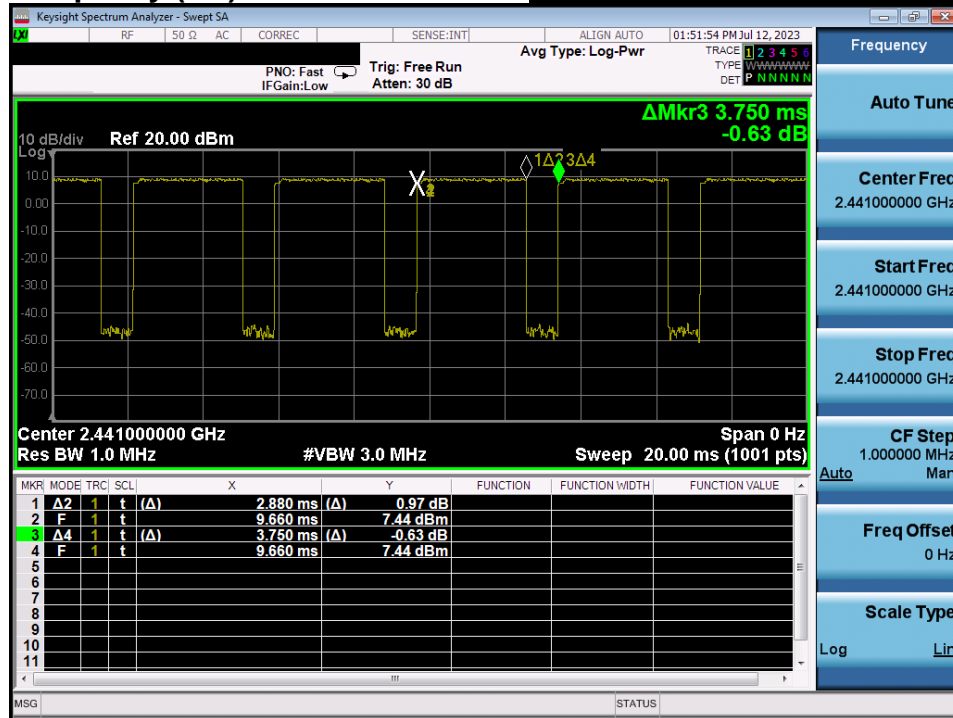 Keysight Spectrum Analyzer - Swept SA
LXI RF 50 Ω AC CORREC SENSE:INT ALIGN AUTO 01:51:54 PM Jul 12, 2023
Frequency
Avg Type: Log-Pwr TRACE 1 2 3 4 5 6
PNO: Fast Trig: Free Run TYPE WWWWWW
IFGain:Low Atten: 30 dB DET P N N N N N
Auto Tune
ΔMkr3 3.750 ms
-0.63 dB
10 dB/div Ref 20.00 dBm
Log
10.0
0.00
-10.0
-20.0
-30.0
-40.0
-50.0
-60.0
-70.0
1Δ2 3Δ4
X
Center Freq
2.441000000 GHz
Start Freq
2.441000000 GHz
Stop Freq
2.441000000 GHz
Center 2.441000000 GHz Span 0 Hz
Res BW 1.0 MHz #VBW 3.0 MHz Sweep 20.00 ms (1001 pts)
CF Step
1.000000 MHz
Auto Man
MKR MODE TRC SCL X Y FUNCTION FUNCTION WIDTH FUNCTION VALUE
1 Δ2 1 t (Δ) 2.880 ms (Δ) 0.97 dB
2 F 1 t 9.660 ms 7.44 dBm
3 Δ4 1 t (Δ) 3.750 ms (Δ) -0.63 dB
4 F 1 t 9.660 ms 7.44 dBm
5
6
7
8
9
10
11
Freq Offset
0 Hz
Scale Type
Log Lin
MSG STATUS